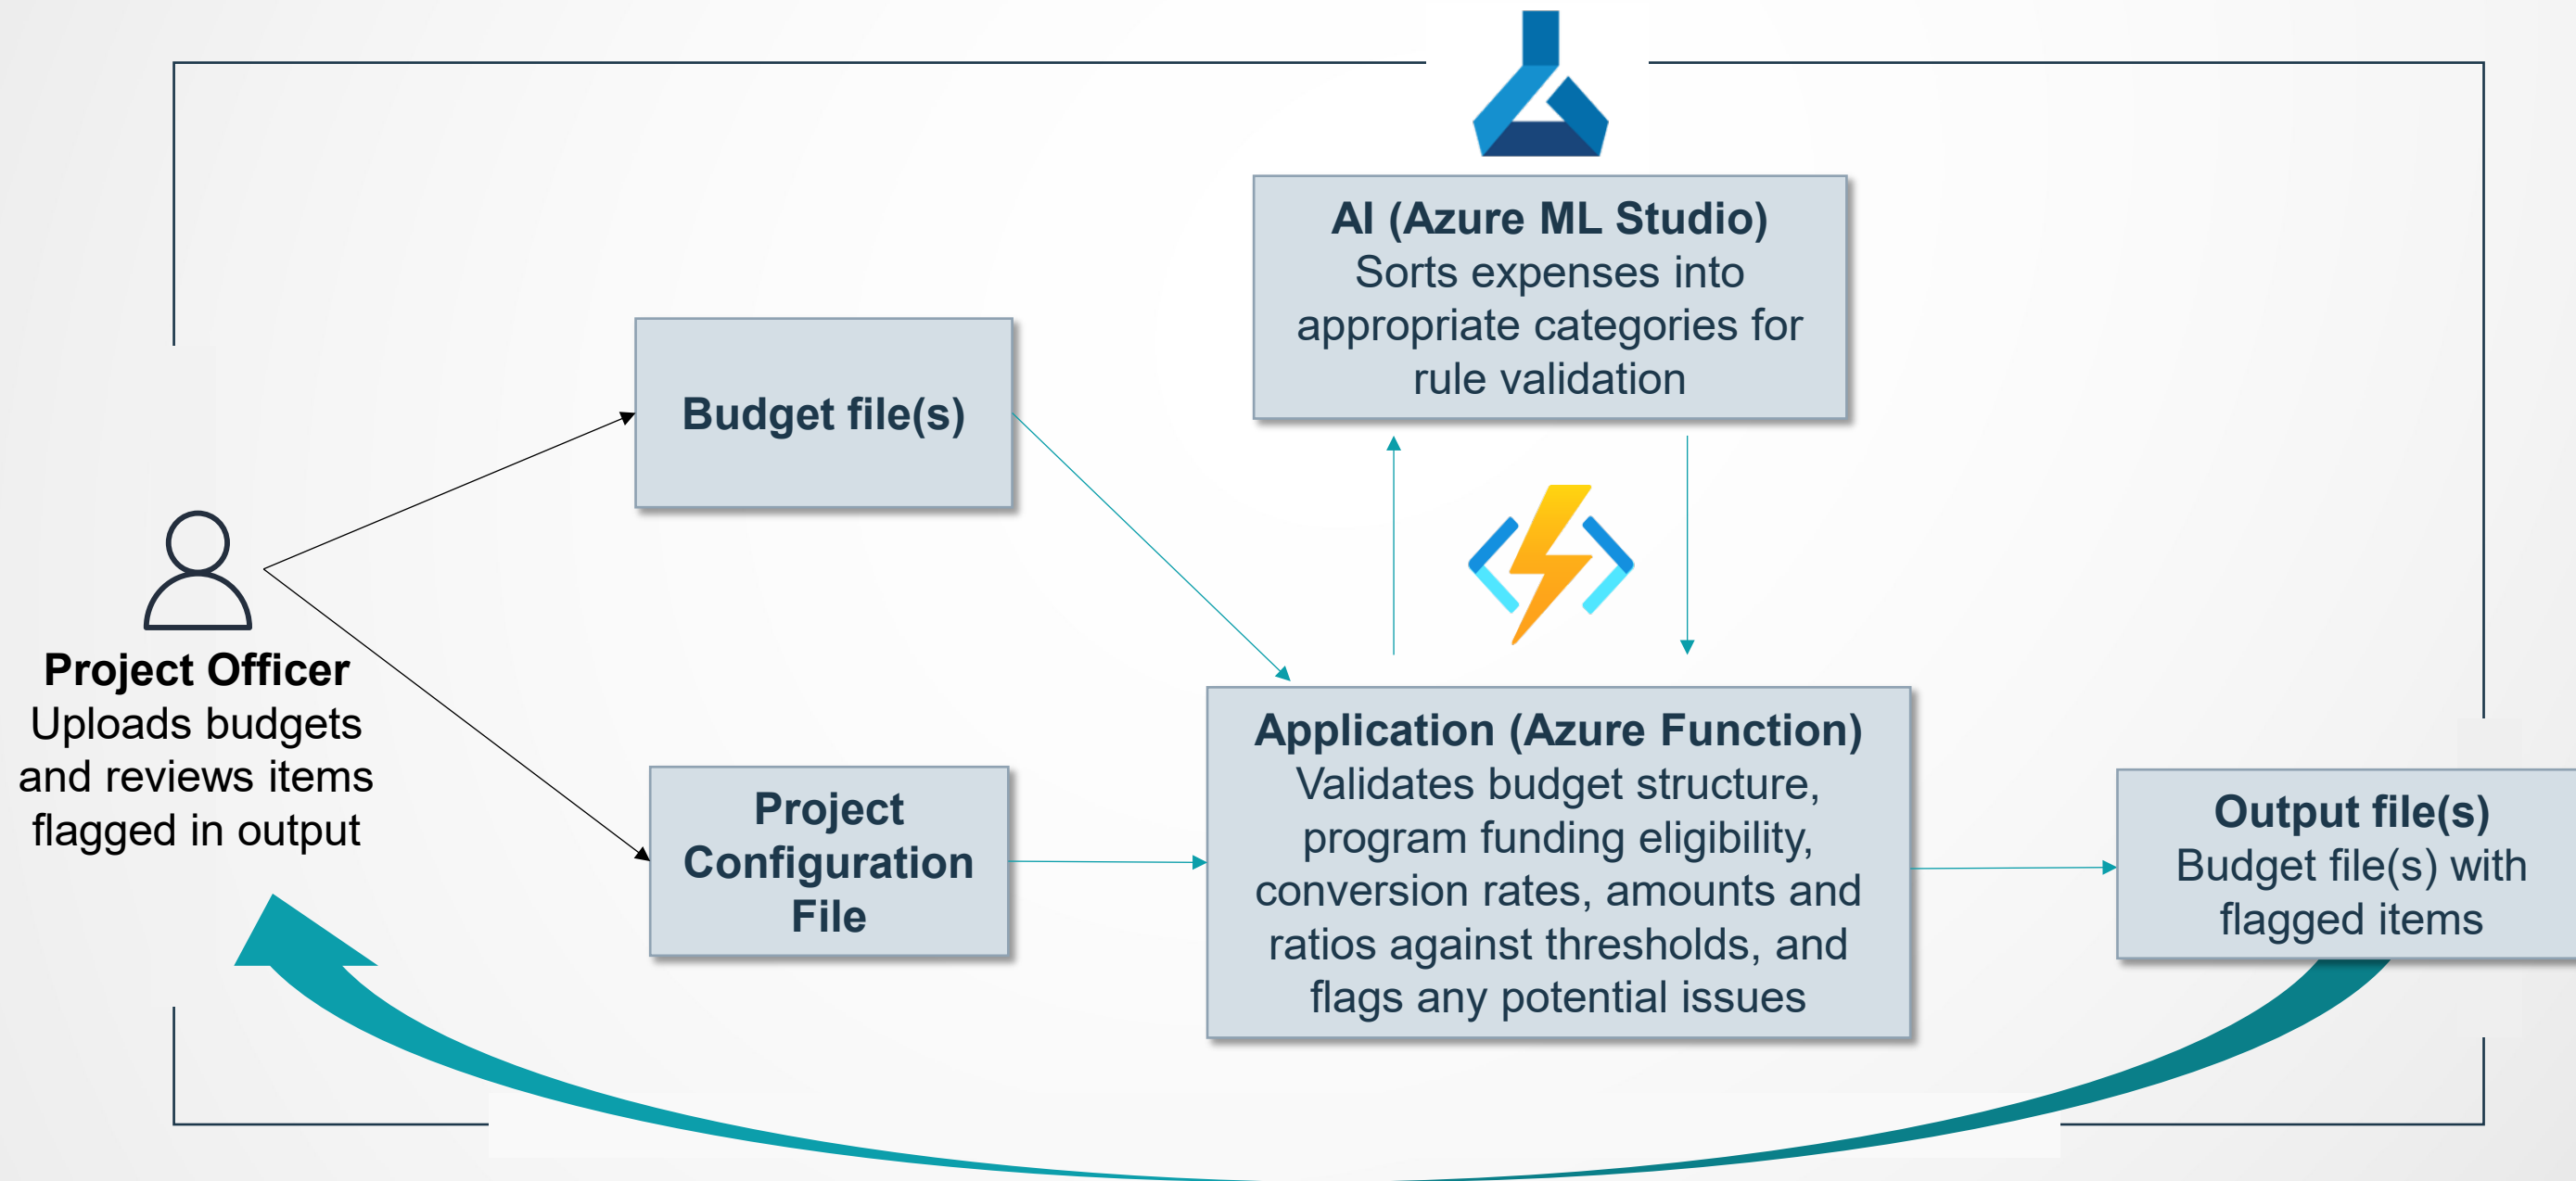 AI (Azure ML Studio)
Sorts expenses into
appropriate categories for
rule validation
Budget file(s)
Project Officer
Uploads budgets
and reviews items
flagged in output
Project
Configuration
File
Application (Azure Function)
Validates budget structure,
program funding eligibility,
conversion rates, amounts and
ratios against thresholds, and
flags any potential issues
Output file(s)
Budget file(s) with
flagged items